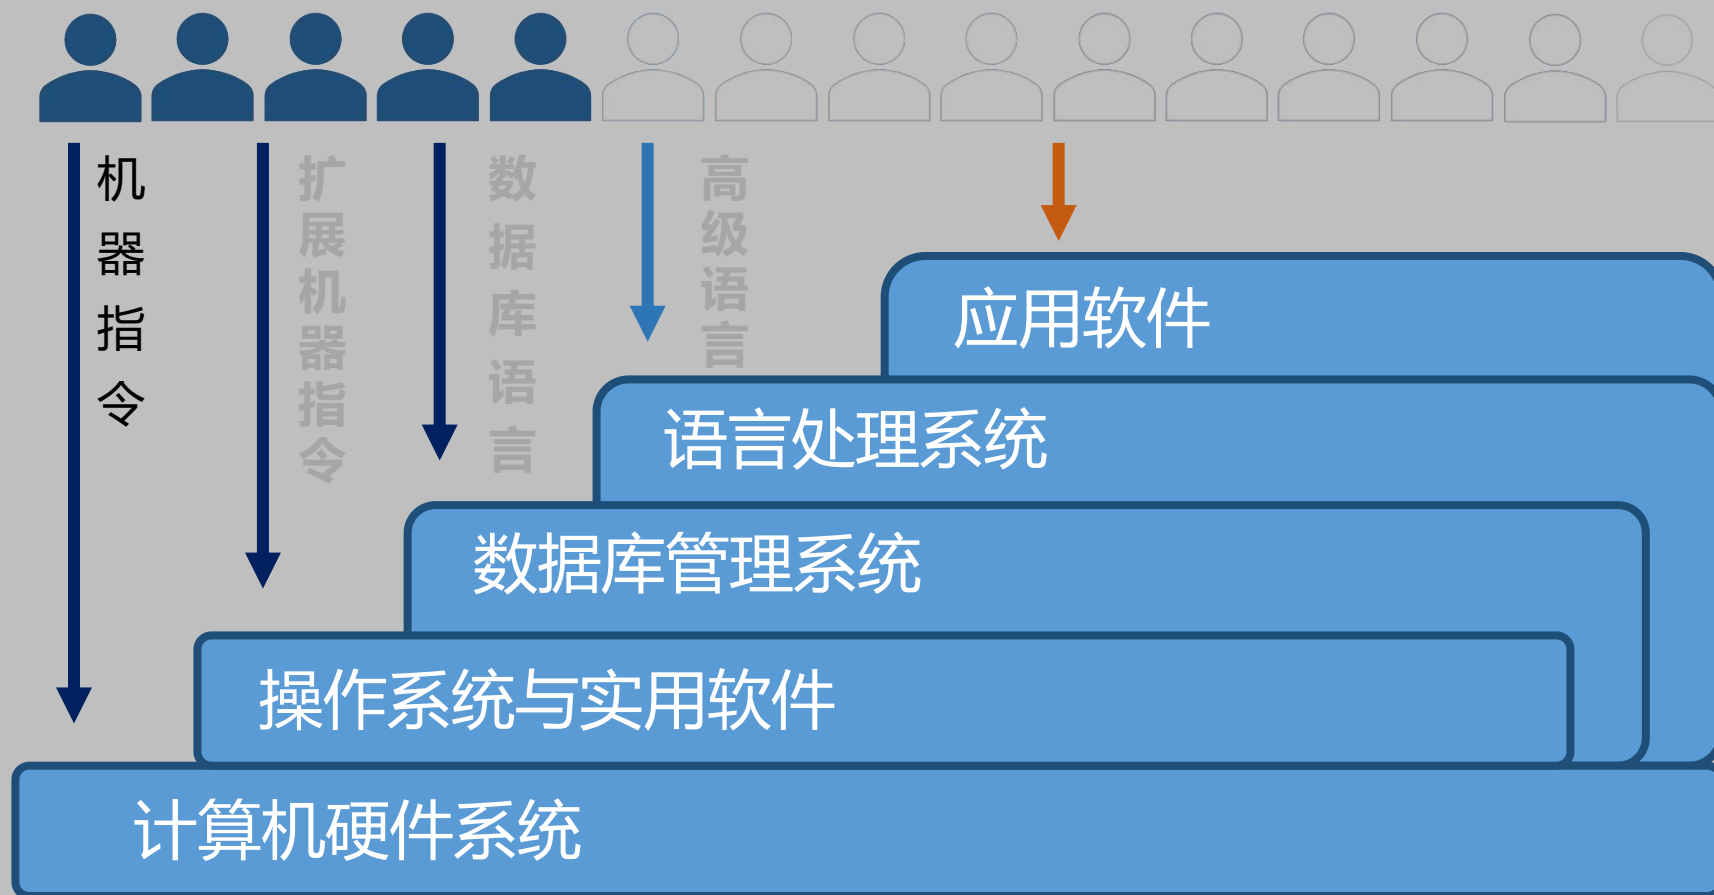 机器指令
扩展机器指令
数据库语言
高级语言
应用软件
语言处理系统
数据库管理系统
操作系统与实用软件
计算机硬件系统